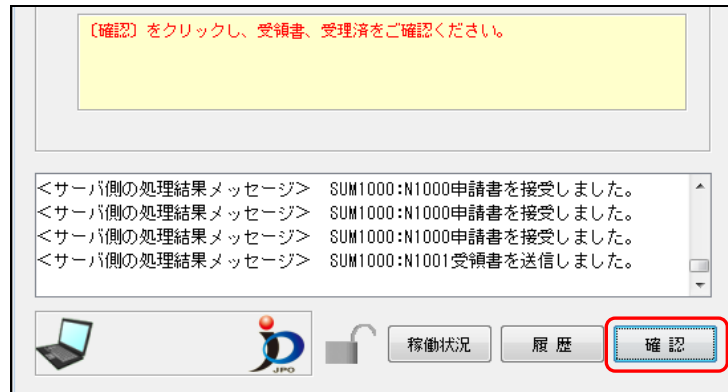 〔確認〕をクリックし、受領書、受理済をご確認ください。
＜サーバ側の処理結果メッセージ＞　SUM1000:N1000申請書を接受しました。
＜サーバ側の処理結果メッセージ＞　SUM1000:N1000申請書を接受しました。
＜サーバ側の処理結果メッセージ＞　SUM1000:N1000申請書を接受しました。
＜サーバ側の処理結果メッセージ＞　SUM1000:N1001受領書を送信しました。
JPO
稼働状況
履 歴
確 認